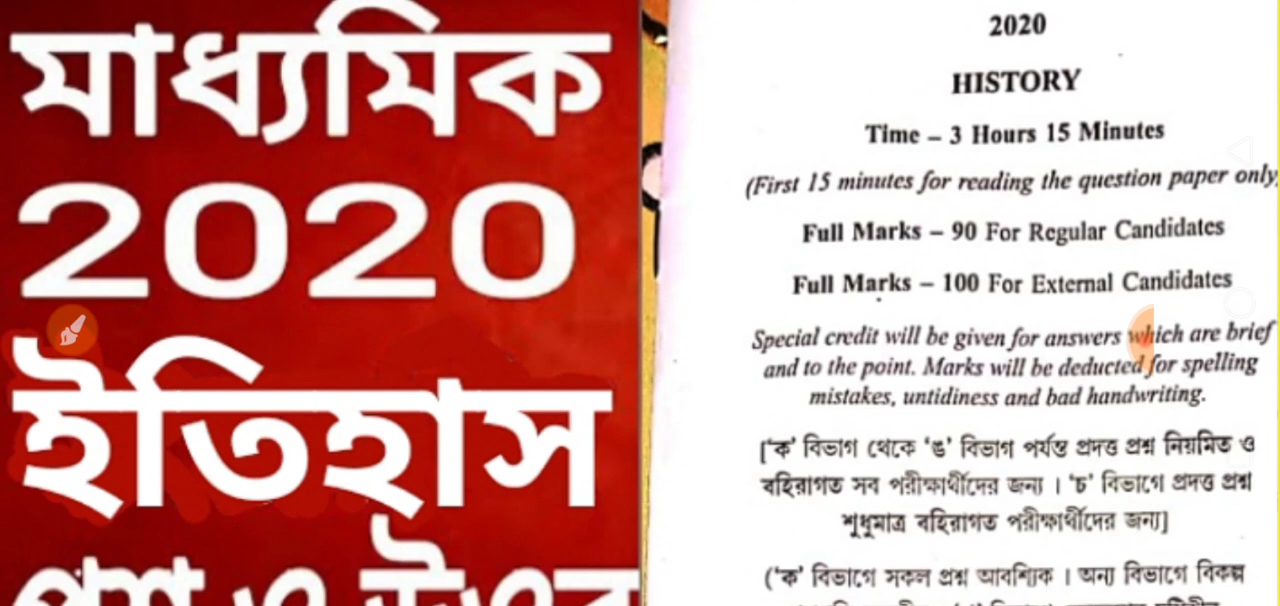 মাধ্যমিক
2020
ইতিহাস
প্রশ্ন ও উত্তর
2020
HISTORY
Time – 3 Hours 15 Minutes
(First 15 minutes for reading the question paper only
Full Marks – 90 For Regular Candidates
Full Marks – 100 For External Candidates
Special credit will be given for answers which are brief
and to the point. Marks will be deducted for spelling
mistakes, untidiness and bad handwriting.
['ক' বিভাগ থেকে 'ঙ' বিভাগ পর্যন্ত প্রদত্ত প্রশ্ন নিয়মিত ও
বহিরাগত সব পরীক্ষার্থীদের জন্য। 'চ' বিভাগে প্রদত্ত প্রশ্ন
শুধুমাত্র বহিরাগত পরীক্ষার্থীদের জন্য]
('ক' বিভাগে সকল প্রশ্ন আবশ্যিক। অন্য বিভাগে বিকল্প